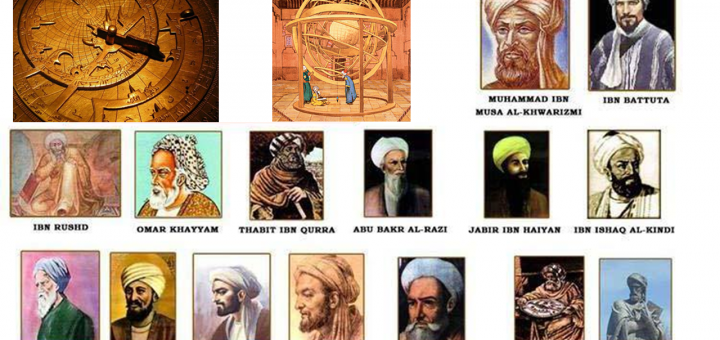 MUHAMMAD IBN
MUSA AL-KHWARIZMI
IBN BATTUTA
IBN RUSHD
OMAR KHAYYAM
THABIT IBN QURRA
ABU BAKR AL-RAZI
JABIR IBN HAIYAN
IBN ISHAQ AL-KINDI